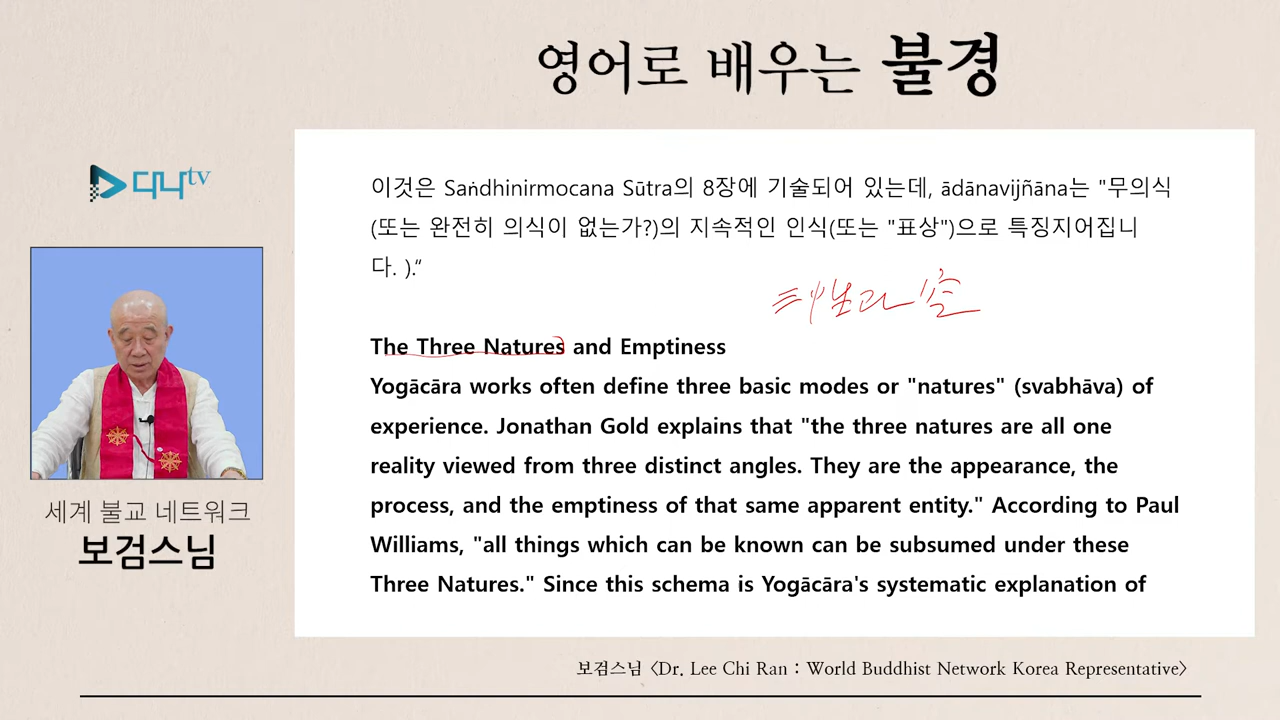 영어로 배우는 불경
디나tv
이것은 Saṅdhinirmocana Sūtra의 8장에 기술되어 있는데, ādānavijñāna는 "무의식
(또는 완전히 의식이 없는가?)의 지속적인 인식(또는 "표상")으로 특징지어집니
다. ).“
The Three Natures and Emptiness
Yogācāra works often define three basic modes or "natures" (svabhāva) of
experience. Jonathan Gold explains that "the three natures are all one
reality viewed from three distinct angles. They are the appearance, the
process, and the emptiness of that same apparent entity." According to Paul
Williams, "all things which can be known can be subsumed under these
Three Natures." Since this schema is Yogācāra's systematic explanation of
세계 불교 네트워크
보검스님
보검스님 〈Dr. Lee Chi Ran : World Buddhist Network Korea Representative〉